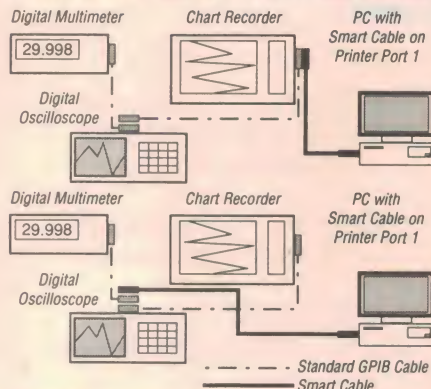 Digital Multimeter
Chart Recorder
PC with
Smart Cable on
Printer Port 1
29.998
Digital
Oscilloscope
Digital Multimeter
Chart Recorder
PC with
Smart Cable on
Printer Port 1
29.998
Digital
Oscilloscope
Standard GPIB Cable
Smart Cable